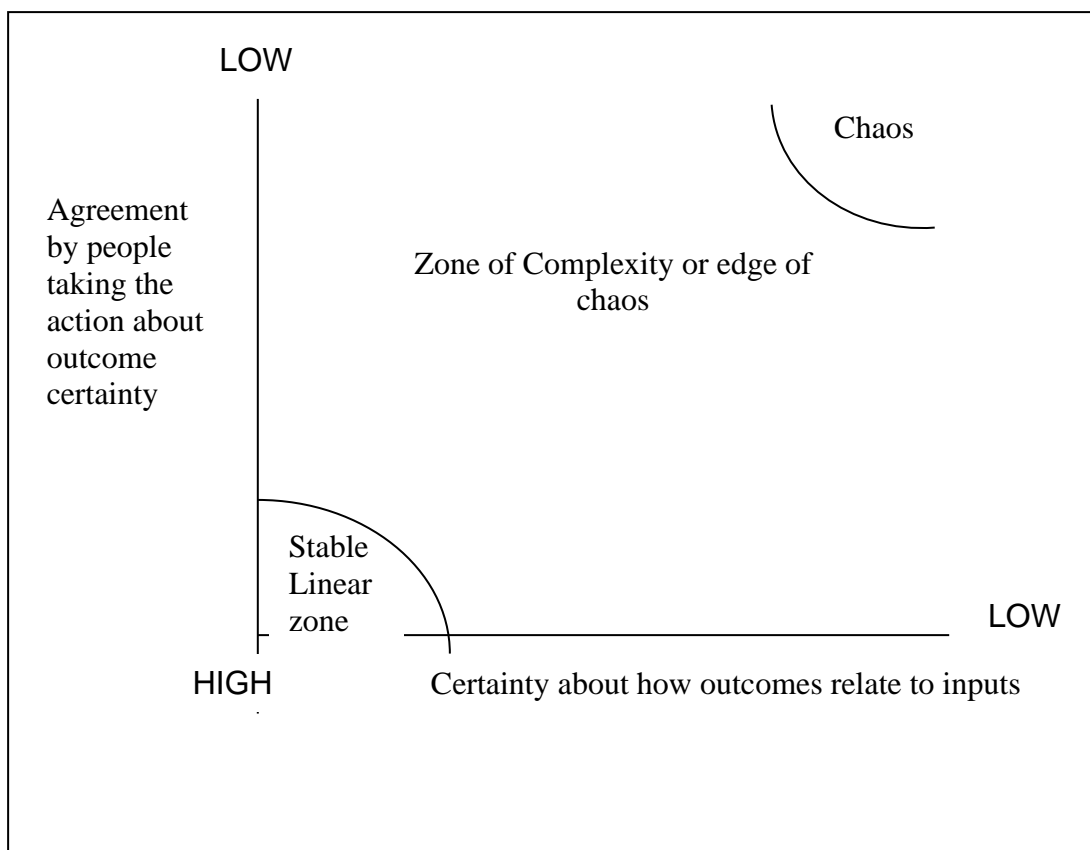 LOW
Chaos
Agreement
by people
taking the
action about
outcome
certainty
Zone of Complexity or edge of
chaos
Stable
Linear
zone
LOW
HIGH
Certainty about how outcomes relate to inputs